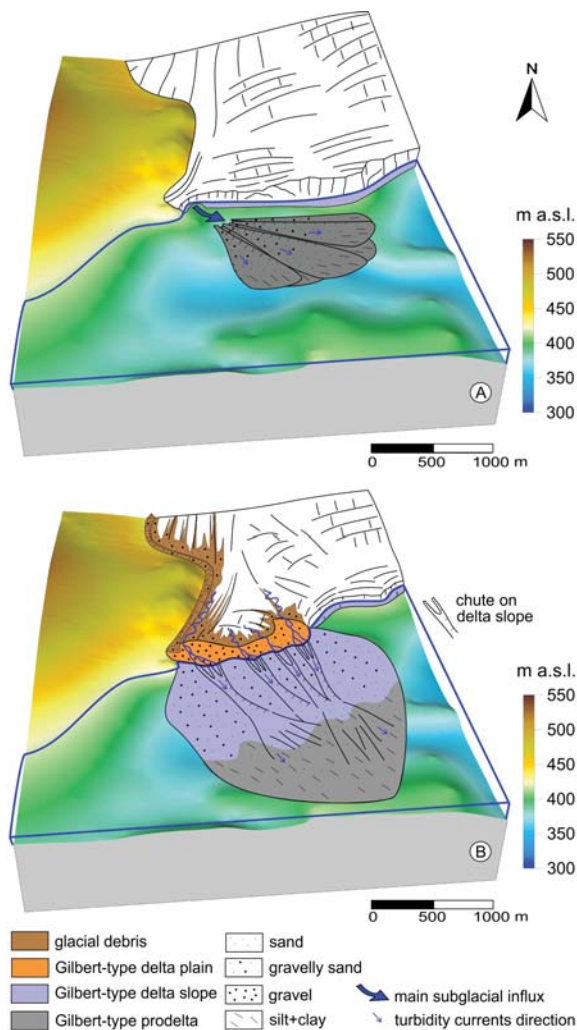 N
m a.s.l.
550
500
450
400
350
300
A
0 500 1000 m
chute on
delta slope
m a.s.l.
550
500
450
400
350
300
B
0 500 1000 m
glacial debris
Gilbert-type delta plain
Gilbert-type delta slope
Gilbert-type prodelta
sand
gravelly sand
gravel
silt+clay
main subglacial influx
turbidity currents direction